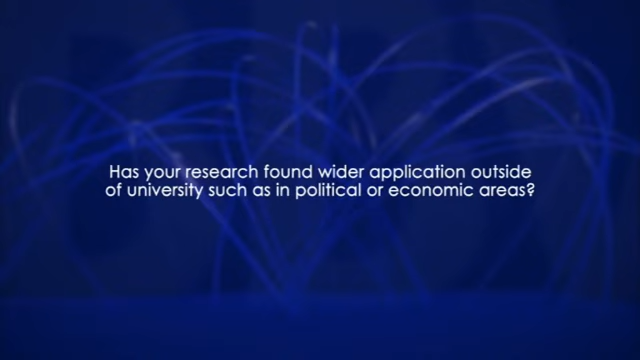 Has your research found wider application outside
of university such as in political or economic areas?